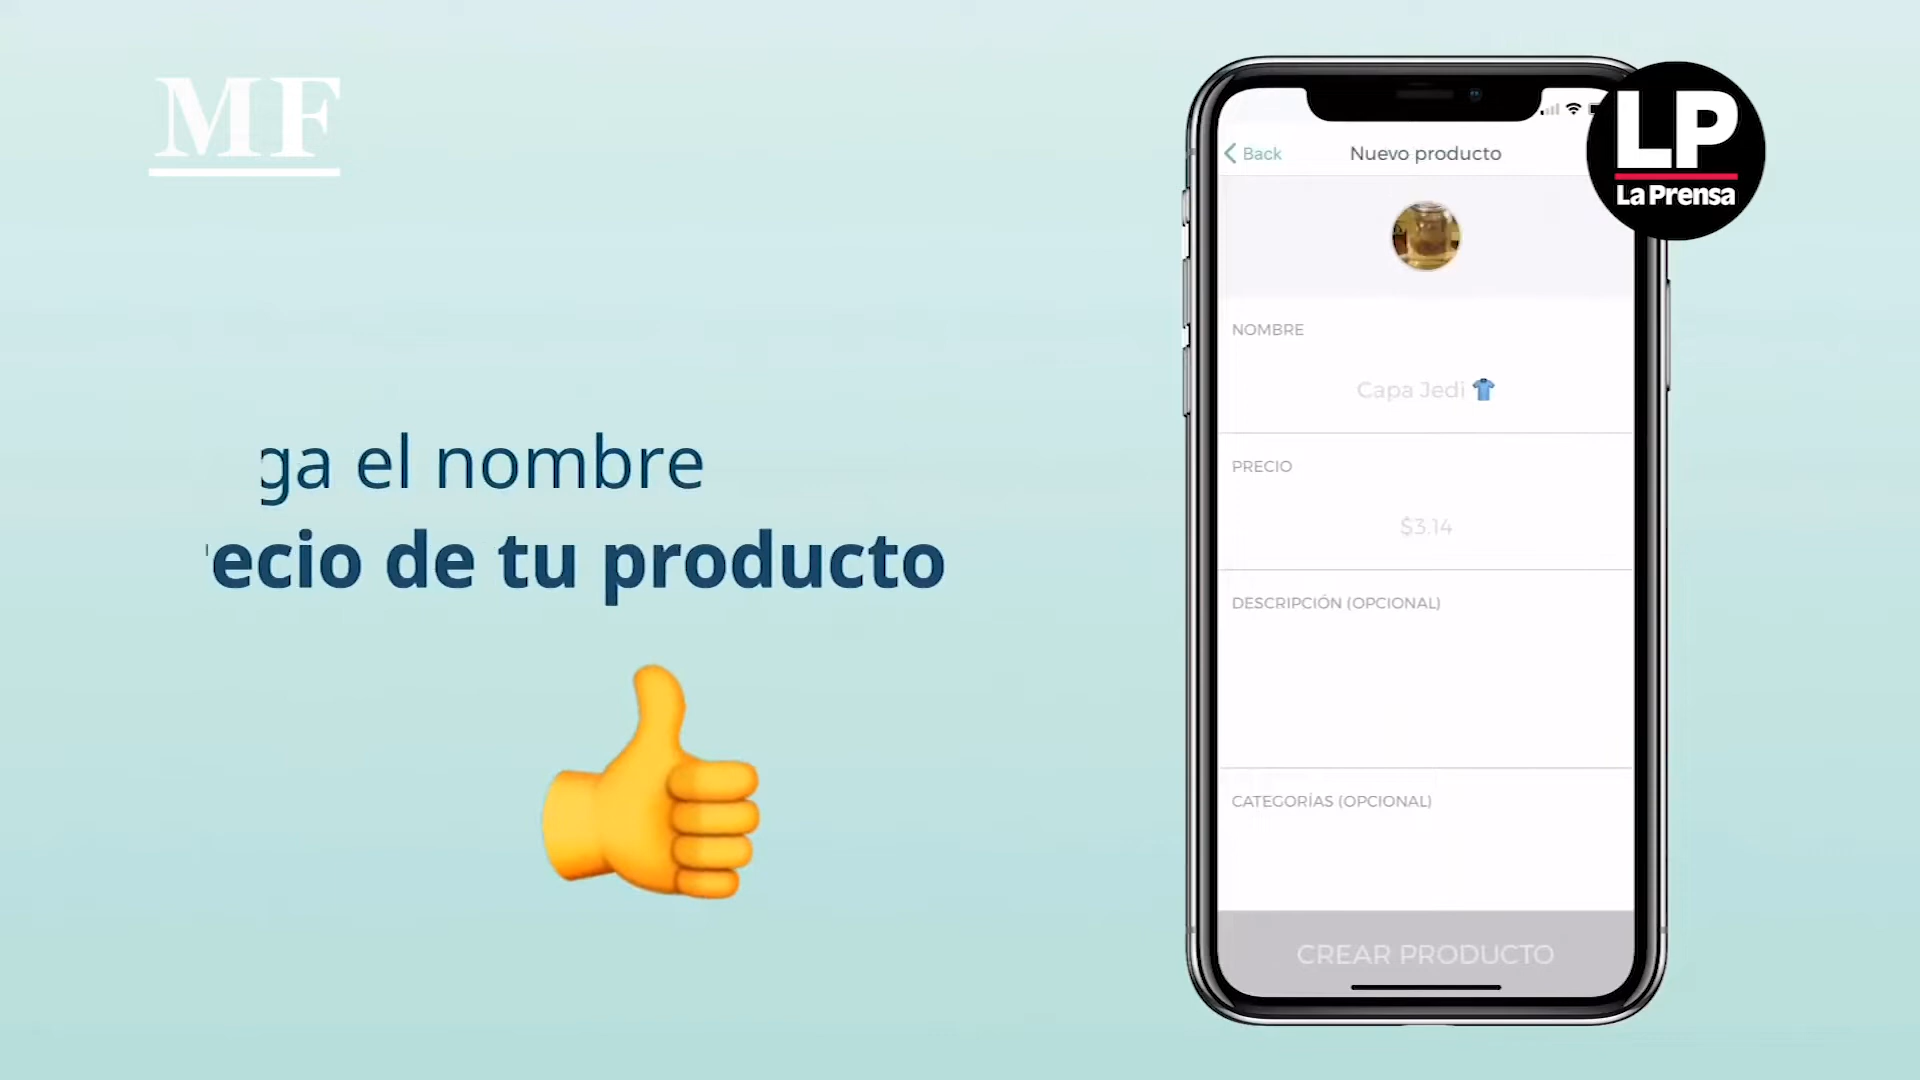 MF
ga el nombre
ecio de tu producto
LP
La Prensa
Back
Nuevo producto
NOMBRE
Capa Jedi
PRECIO
$3.14
DESCRIPCIÓN (OPCIONAL)
CATEGORÍAS (OPCIONAL)
CREAR PRODUCTO